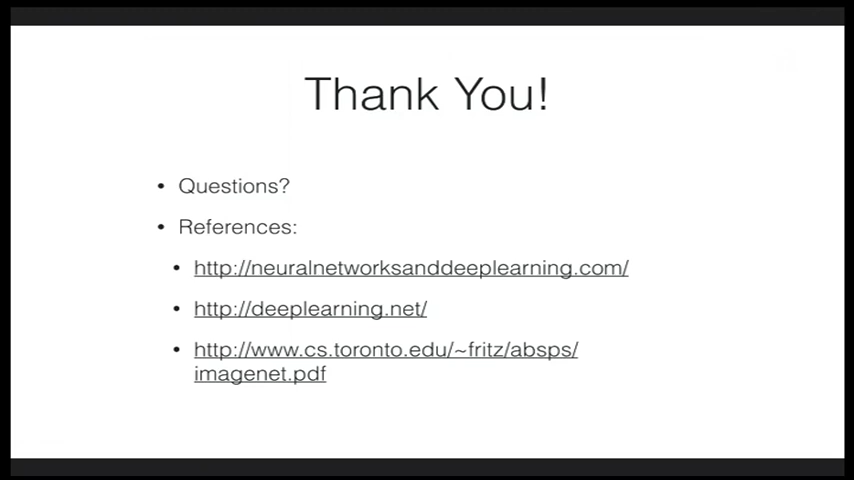 Thank You!
• Questions?
• References:
• http://neuralnetworksanddeeplearning.com/
• http://deeplearning.net/
• http://www.cs.toronto.edu/~fritz/absps/
imagenet.pdf